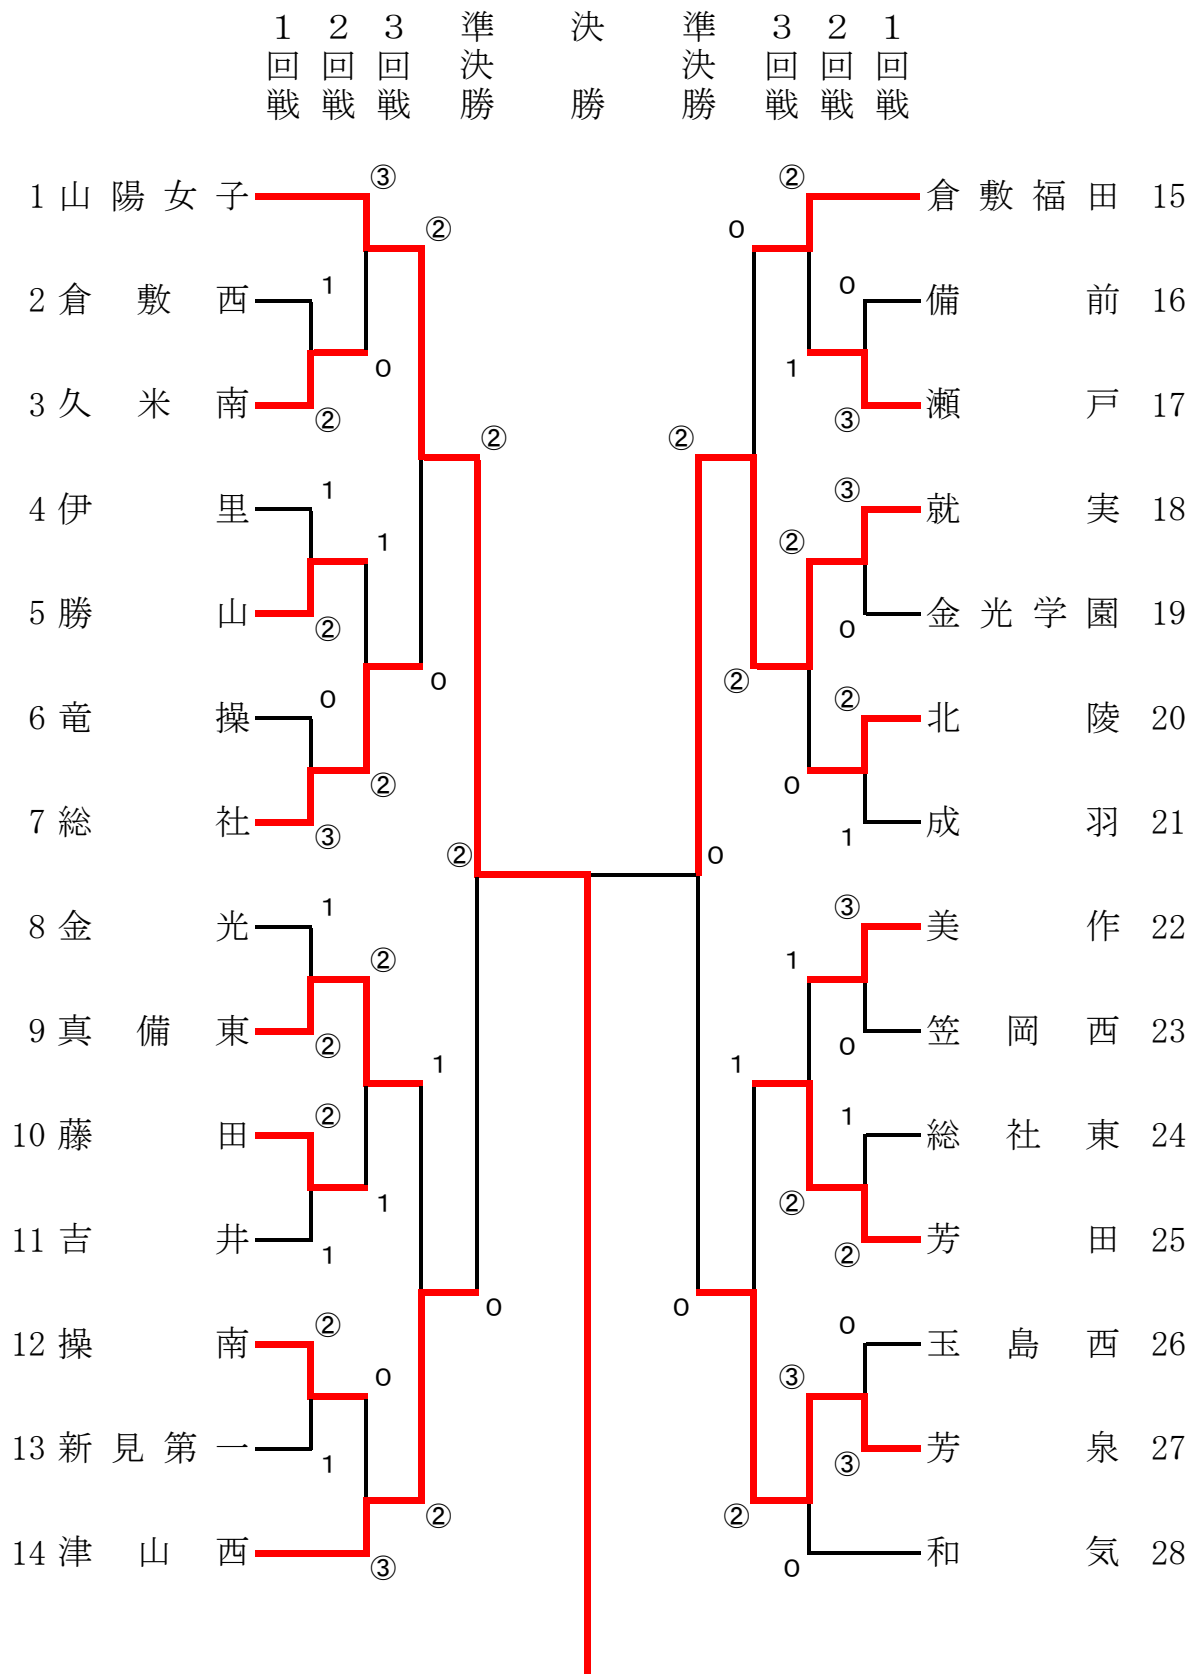 1回戦 2回戦 3回戦 準決勝 決勝 準決勝 3回戦 2回戦 1回戦
③ ②
1 山陽女子 倉敷福田 15
② 0
1 0
2 倉敷西 備前 16
0 1
3 久米南 瀬戸 17
② ③
② ②
1 ③
4 伊里 就実 18
1 ②
5 勝山 金光学園 19
② 0
0 ② 
0 ②
6 竜操 北陵 20
② 0
7 総社 成羽 21
③ 1
② 0
1 ③
8 金光 美作 22
② 1
9 真備東 笠岡西 23
② 0
1 1
② 1
10 藤田 総社東 24
1 ②
11 吉井 芳田 25
1 ②
0 0
② 0
12 操南 玉島西 26
0 ③
13 新見第一 芳泉 27
1 ③
② ②
14 津山西 和気 28
③ 0